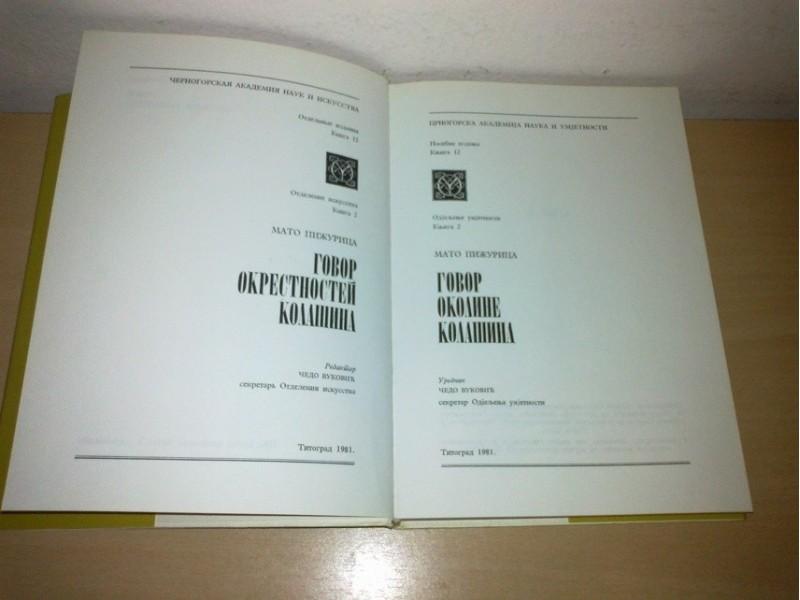 ЧЕРНОГОРСКАЯ АКАДЕМИЯ НАУК И ИСКУССТВА
Отдельные издания
Книга 12
Отделения искусства
Книга 2
МАТО ПИЖУРИЦА
ГОВОР
ОКРЕСТНОСТЕЙ
КОЛАШИНА
Редактор
ЧЕДО ВУКОВИЋ
секретарь Отделения искусства
Титоград 1981.
ЦРНОГОРСКА АКАДЕМИЈА НАУКА И УМЈЕТНОСТИ
Посебна издања
Књига 12
Одјељење умјетности
Књига 2
МАТО ПИЖУРИЦА
ГОВОР
ОКОЛИНЕ
КОЛАШИНА
Уредник
ЧЕДО ВУКОВИЋ
секретар Одјељења умјетности
Титоград 1981.